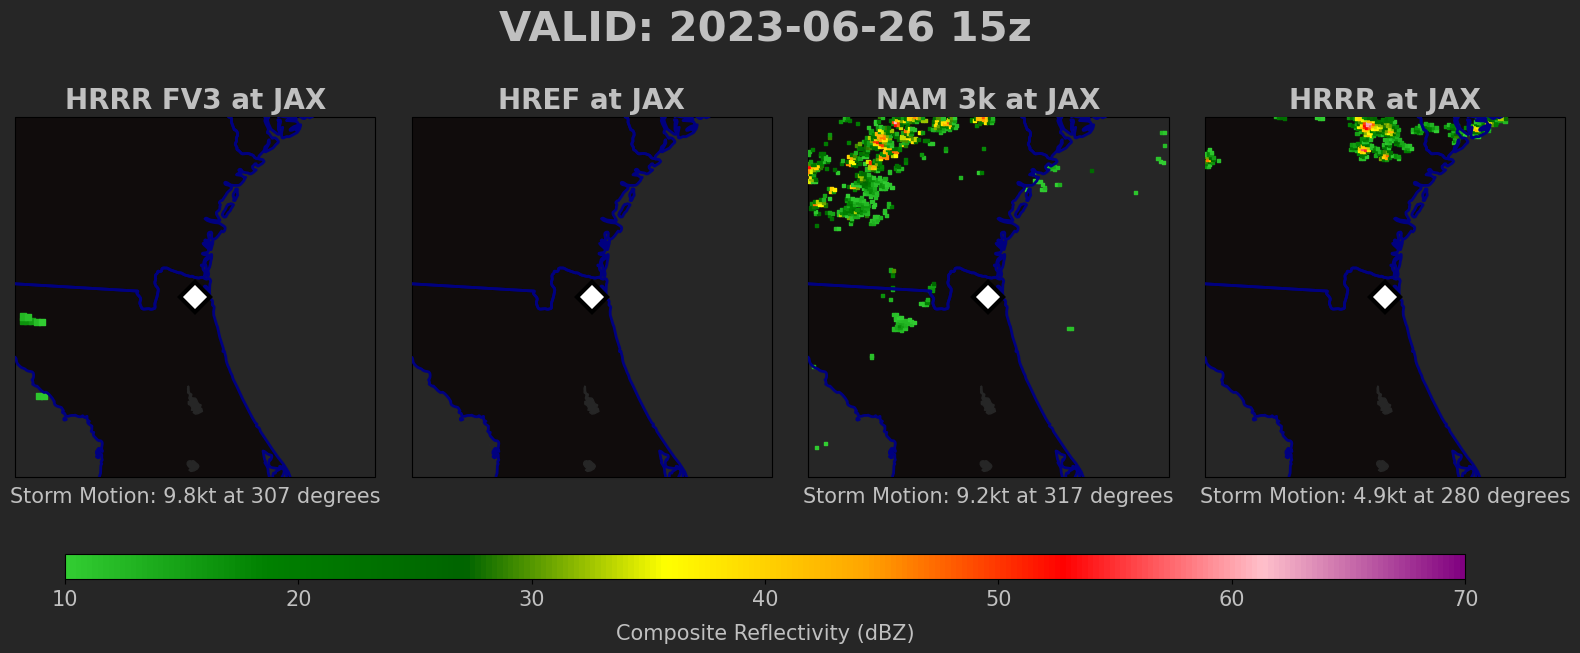 VALID: 2023-06-26 15z
HRRR FV3 at JAX
HREF at JAX
NAM 3k at JAX
HRRR at JAX
Storm Motion: 9.8kt at 307 degrees
Storm Motion: 9.2kt at 317 degrees
Storm Motion: 4.9kt at 280 degrees
10 20 30 40 50 60 70
Composite Reflectivity (dBZ)